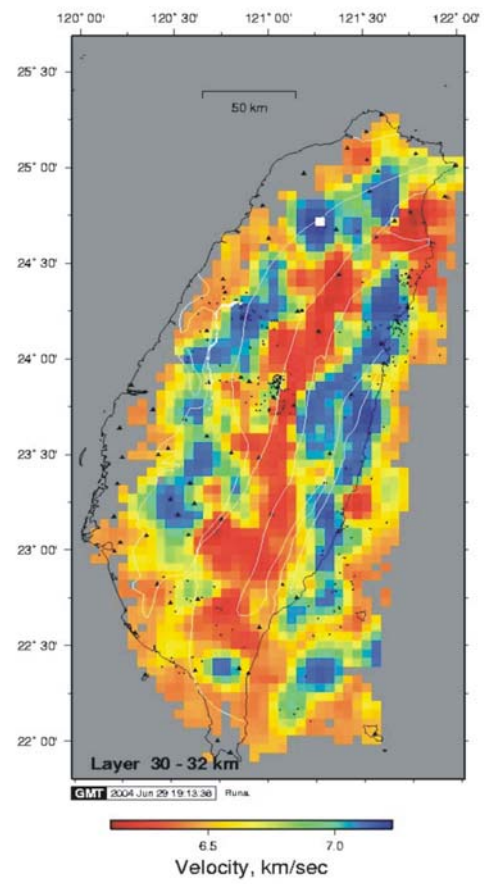 120° 00' 120° 30' 121° 00' 121° 30' 122° 00'
25° 30'
50 km
25° 00'
24° 30'
24° 00'
23° 30'
23° 00'
22° 30'
22° 00'
Layer 30 - 32 km
GMT 2004 Jun 29 19:13:38 Runa.
6.5 7.0
Velocity, km/sec